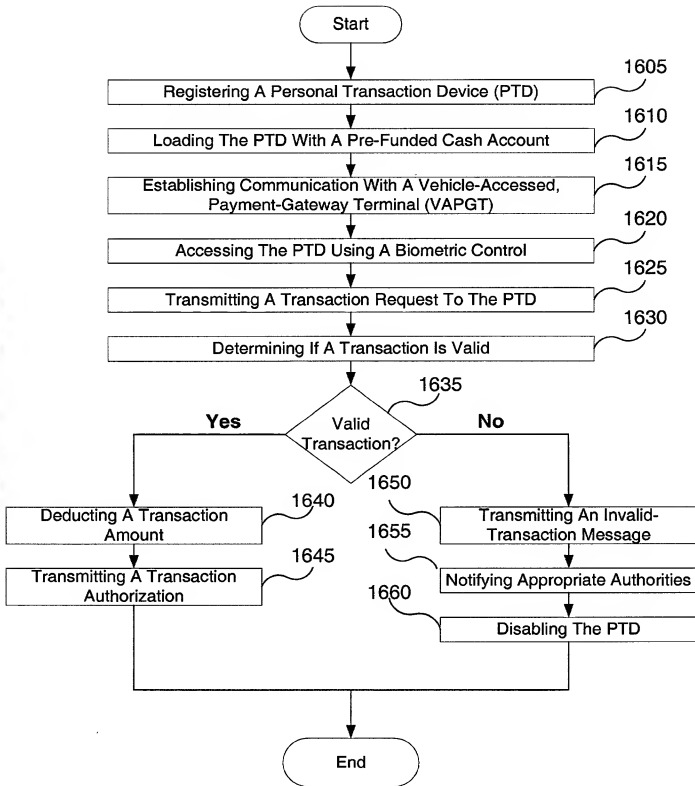 Start
1605
Registering A Personal Transaction Device (PTD)
1610
Loading The PTD With A Pre-Funded Cash Account
1615
Establishing Communication With A Vehicle-Accessed,
Payment-Gateway Terminal (VAPGT)
1620
Accessing The PTD Using A Biometric Control
1625
Transmitting A Transaction Request To The PTD
1630
Determining If A Transaction Is Valid
1635
Yes
Valid
Transaction?
No
1640
Deducting A Transaction
Amount
1645
Transmitting A Transaction
Authorization
1650
Transmitting An Invalid-
Transaction Message
1655
Notifying Appropriate Authorities
1660
Disabling The PTD
End